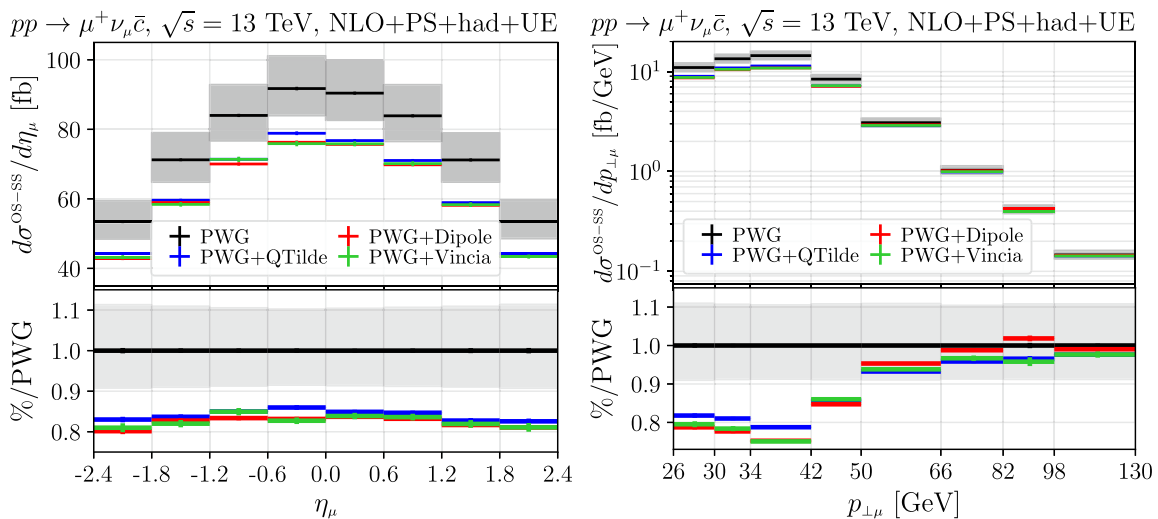 pp → μ⁺ν_μc̄, √s = 13 TeV, NLO+PS+had+UE
dσ^{OS−SS}/dη_μ [fb]
100
80
60
40
PWG
PWG+QTilde
PWG+Dipole
PWG+Vincia
%/PWG
1.1
1.0
0.9
0.8
-2.4 -1.8 -1.2 -0.6 0.0 0.6 1.2 1.8 2.4
η_μ
pp → μ⁺ν_μc̄, √s = 13 TeV, NLO+PS+had+UE
dσ^{OS−SS}/dp_{⊥μ} [fb/GeV]
10¹
10⁰
10⁻¹
PWG
PWG+QTilde
PWG+Dipole
PWG+Vincia
%/PWG
1.1
1.0
0.9
0.8
26 30 34 42 50 66 82 98 130
p_{⊥μ} [GeV]